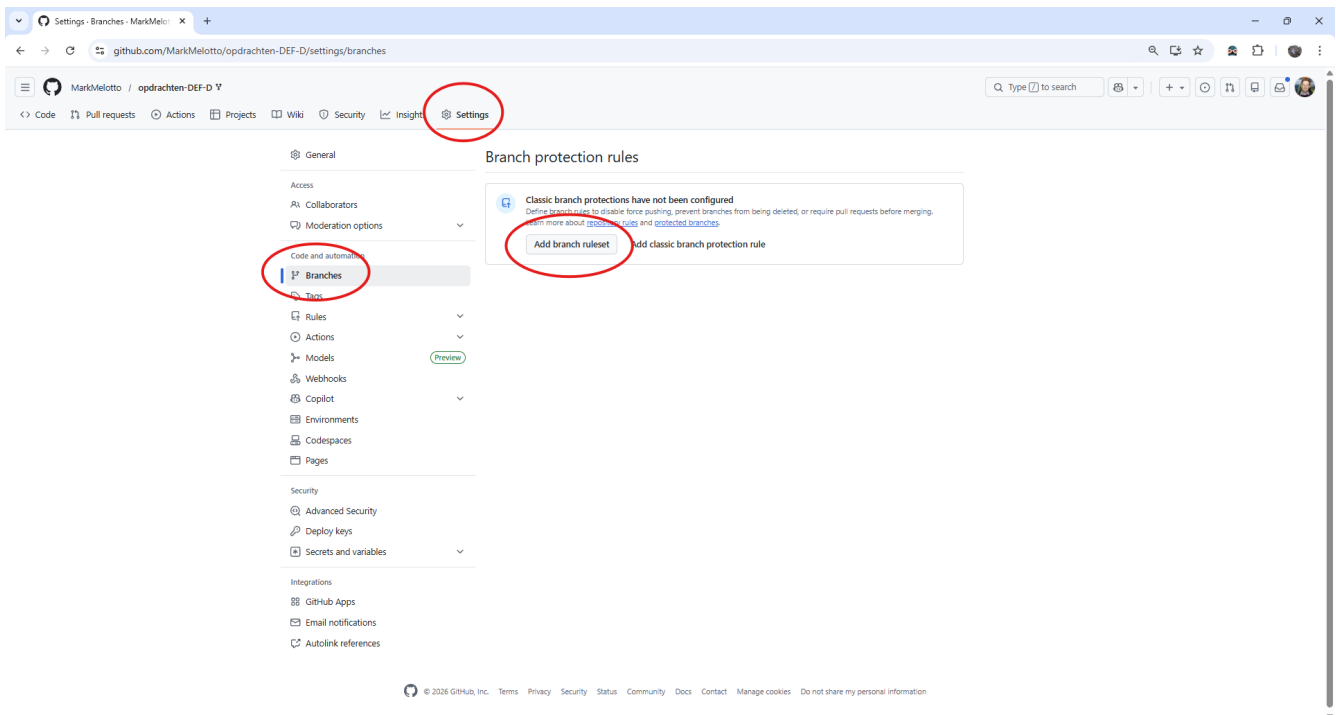 Settings · Branches · MarkMelot
github.com/MarkMelotto/opdrachten-DEF-D/settings/branches
MarkMelotto / opdrachten-DEF-D
Type / to search
Code Pull requests Actions Projects Wiki Security Insights Settings
General
Access
Collaborators
Moderation options
Code and automation
Branches
Tags
Rules
Actions
Models Preview
Webhooks
Copilot
Environments
Codespaces
Pages
Security
Advanced Security
Deploy keys
Secrets and variables
Integrations
GitHub Apps
Email notifications
Autolink references
Branch protection rules
Classic branch protections have not been configured
Define branch rules to disable force pushing, prevent branches from being deleted, or require pull requests before merging.
Learn more about repository rules and protected branches.
Add branch ruleset Add classic branch protection rule
© 2026 GitHub, Inc. Terms Privacy Security Status Community Docs Contact Manage cookies Do not share my personal information